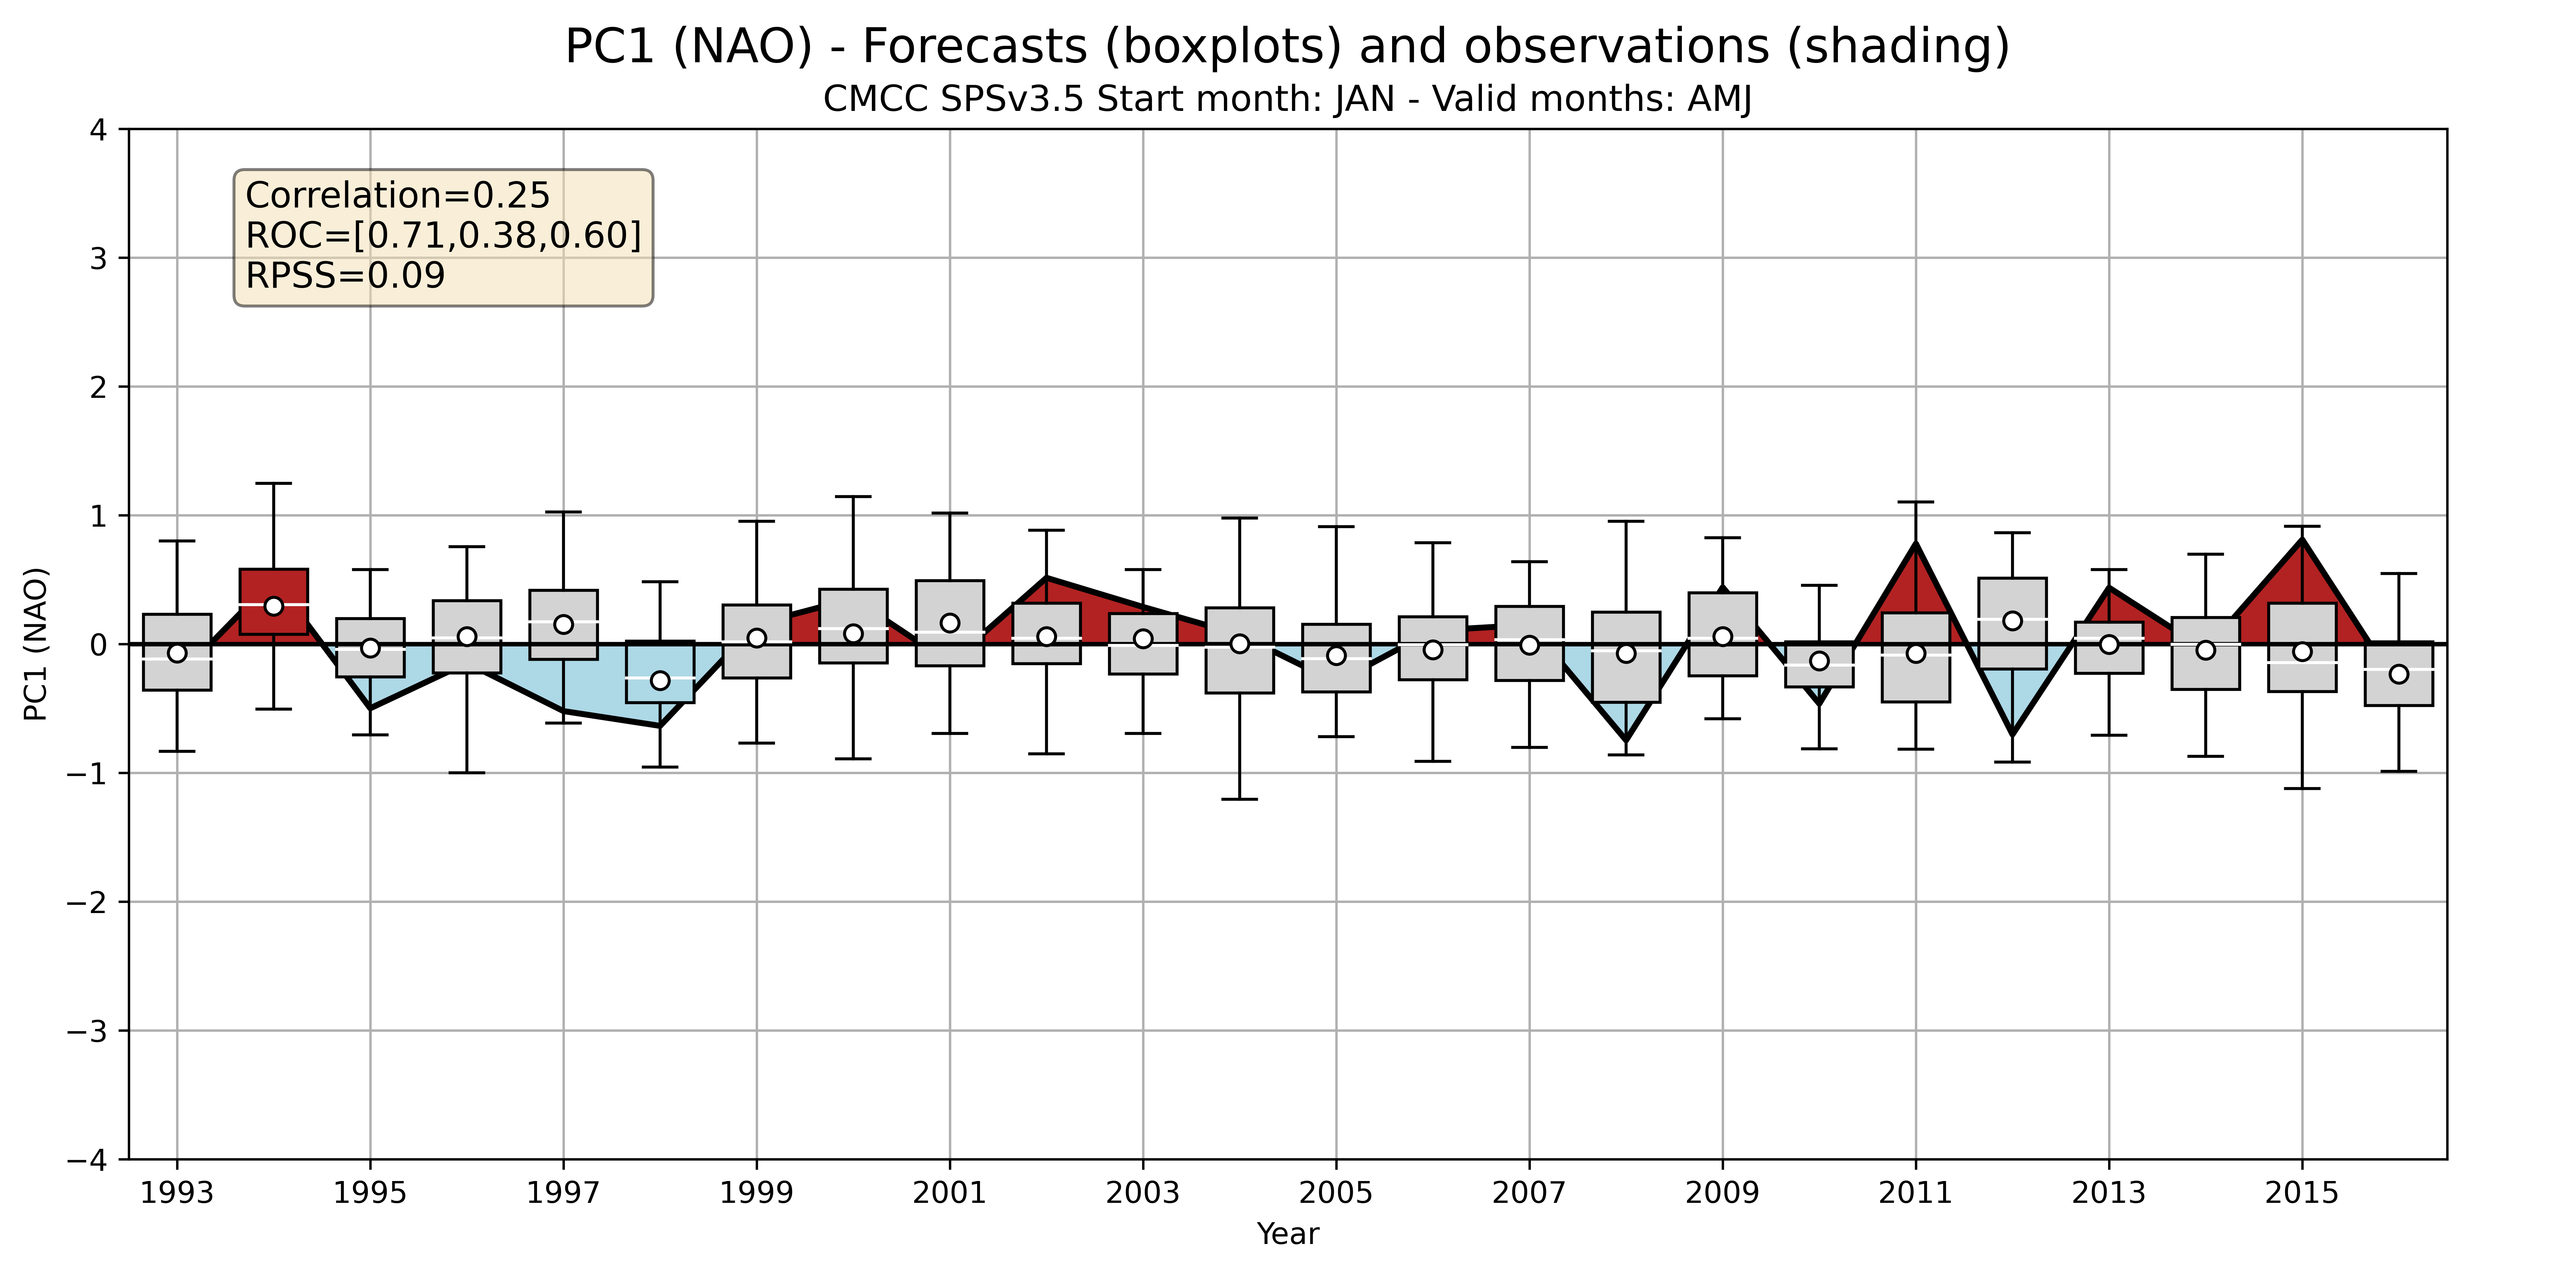 PC1 (NAO) - Forecasts (boxplots) and observations (shading)
CMCC SPSv3.5 Start month: JAN - Valid months: AMJ
Correlation=0.25
ROC=[0.71,0.38,0.60]
RPSS=0.09
PC1 (NAO)
4
3
2
1
0
−1
−2
−3
−4
1993 1995 1997 1999 2001 2003 2005 2007 2009 2011 2013 2015
Year